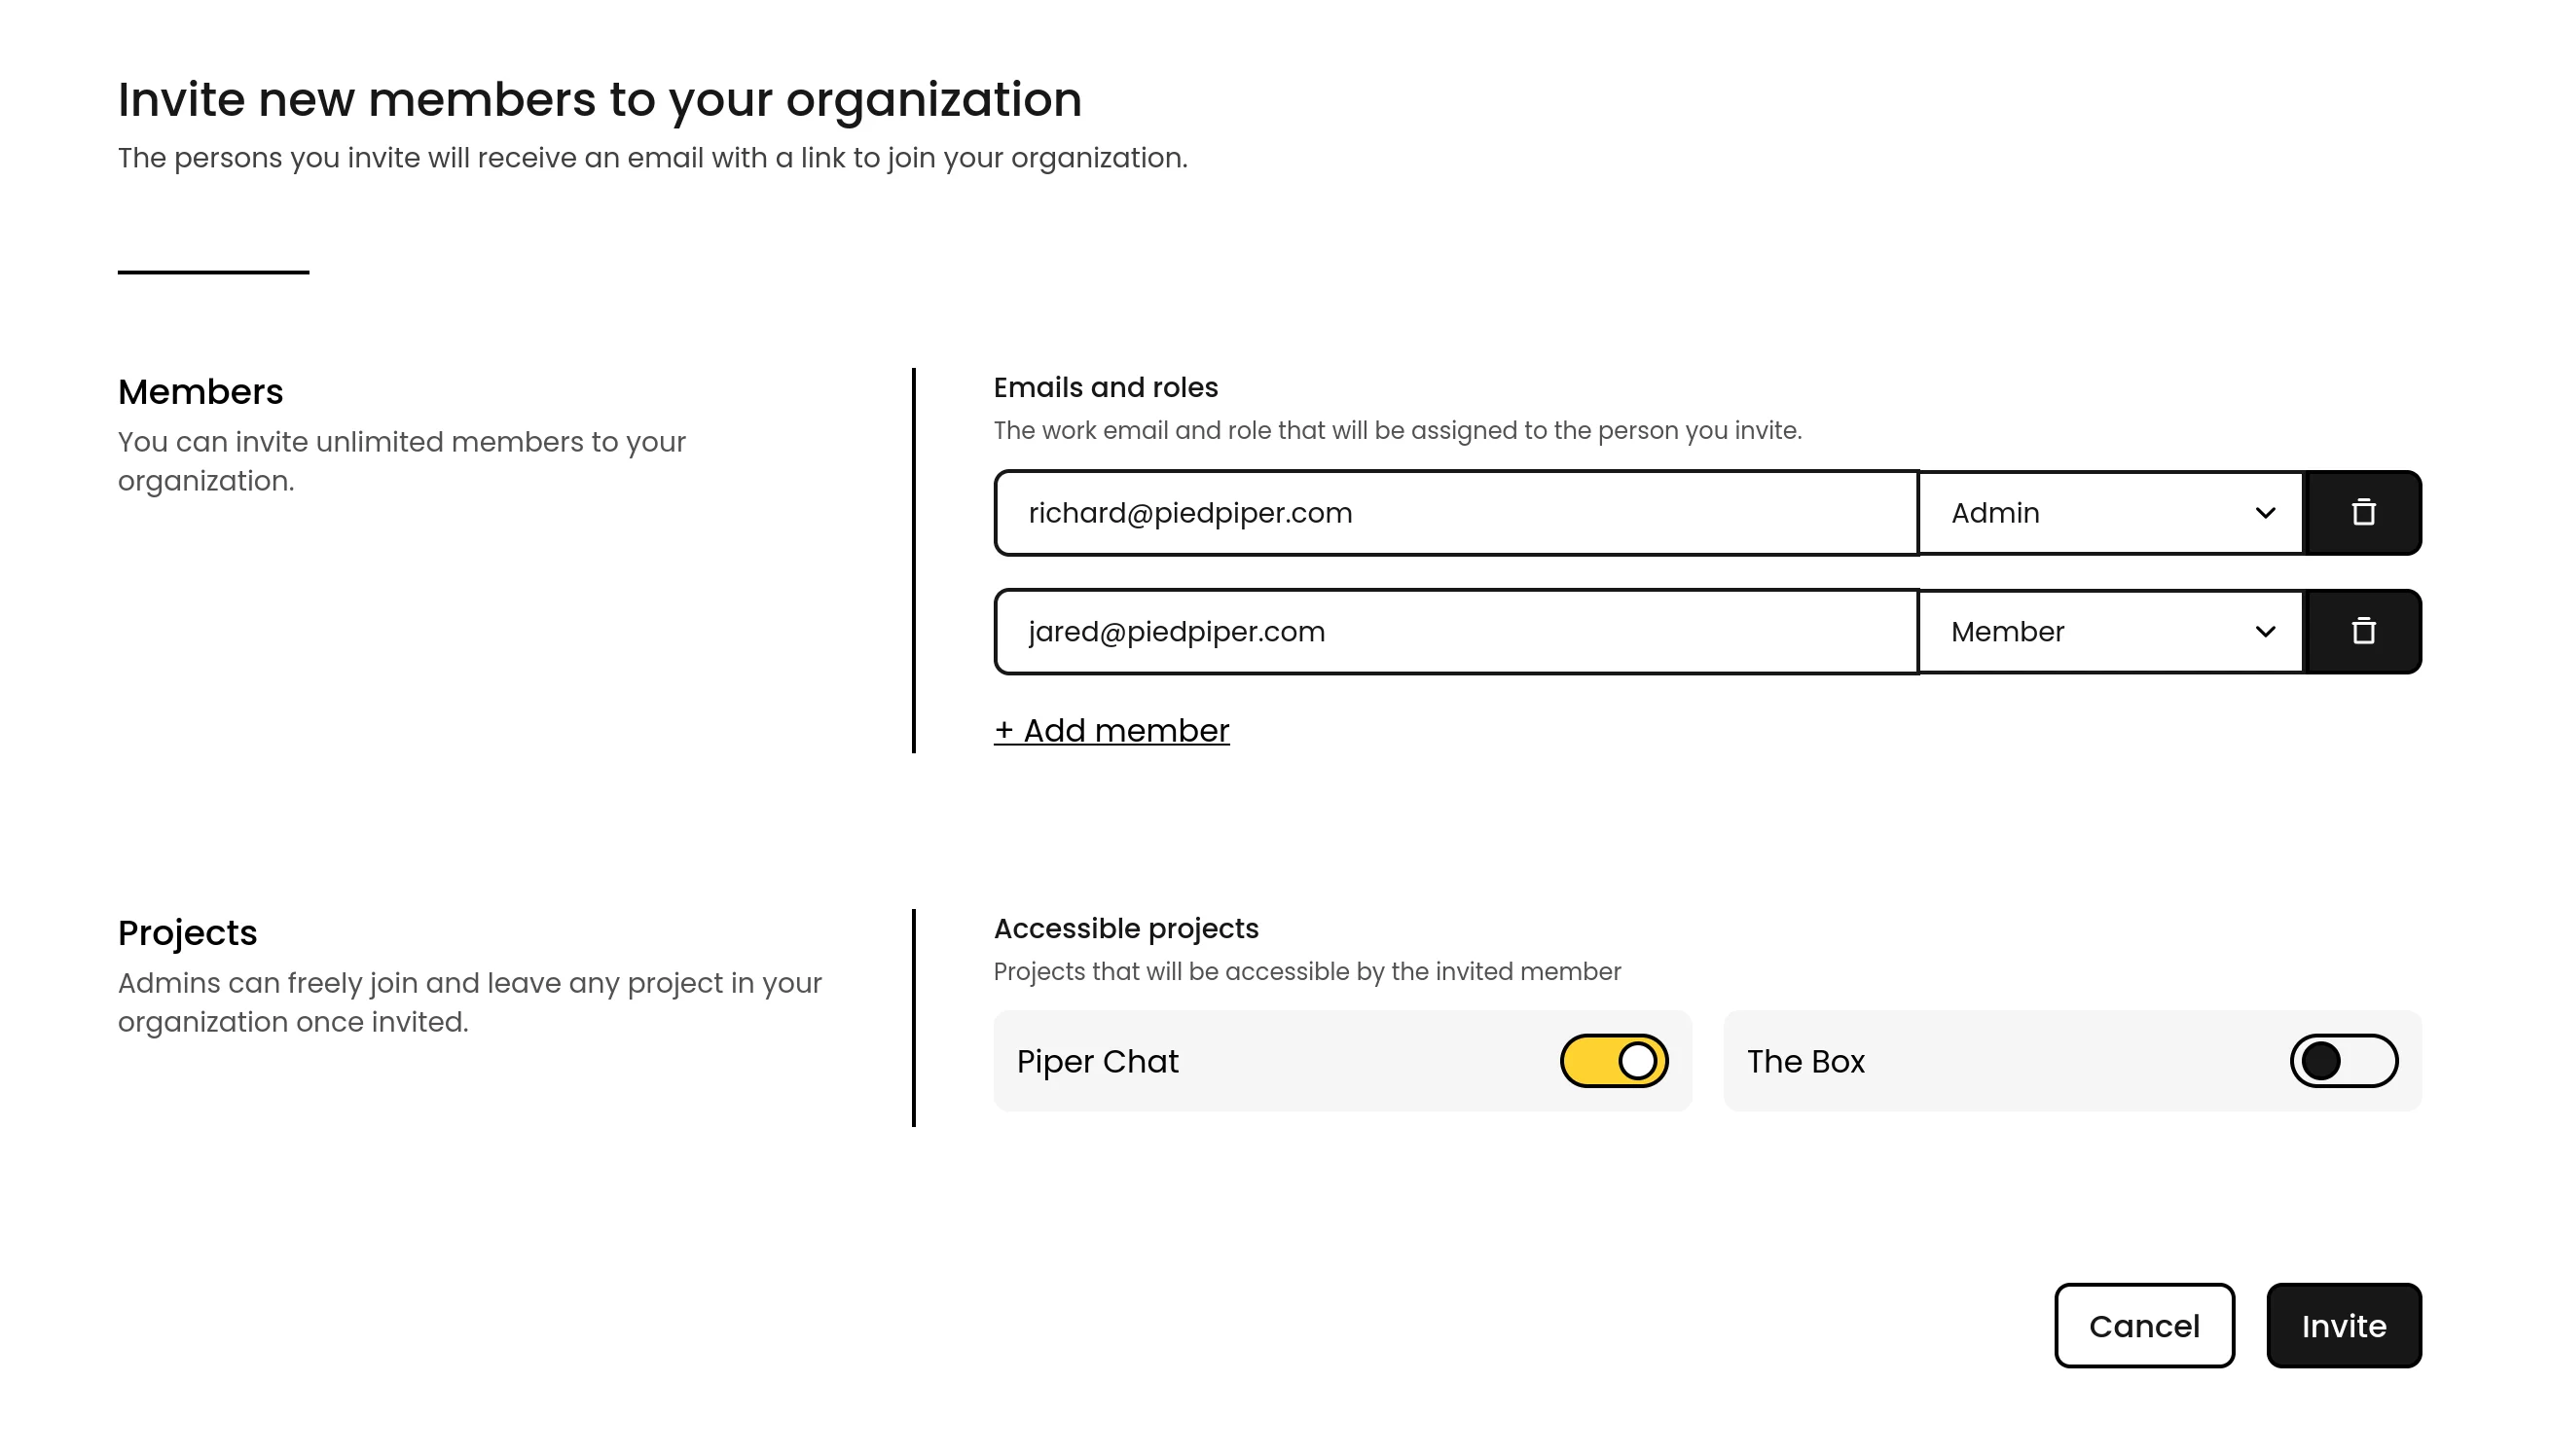 Invite new members to your organization
The persons you invite will receive an email with a link to join your organization.
Members
You can invite unlimited members to your
organization.
Emails and roles
The work email and role that will be assigned to the person you invite.
richard@piedpiper.com
Admin
jared@piedpiper.com
Member
+ Add member
Projects
Admins can freely join and leave any project in your
organization once invited.
Accessible projects
Projects that will be accessible by the invited member
Piper Chat
The Box
Cancel
Invite